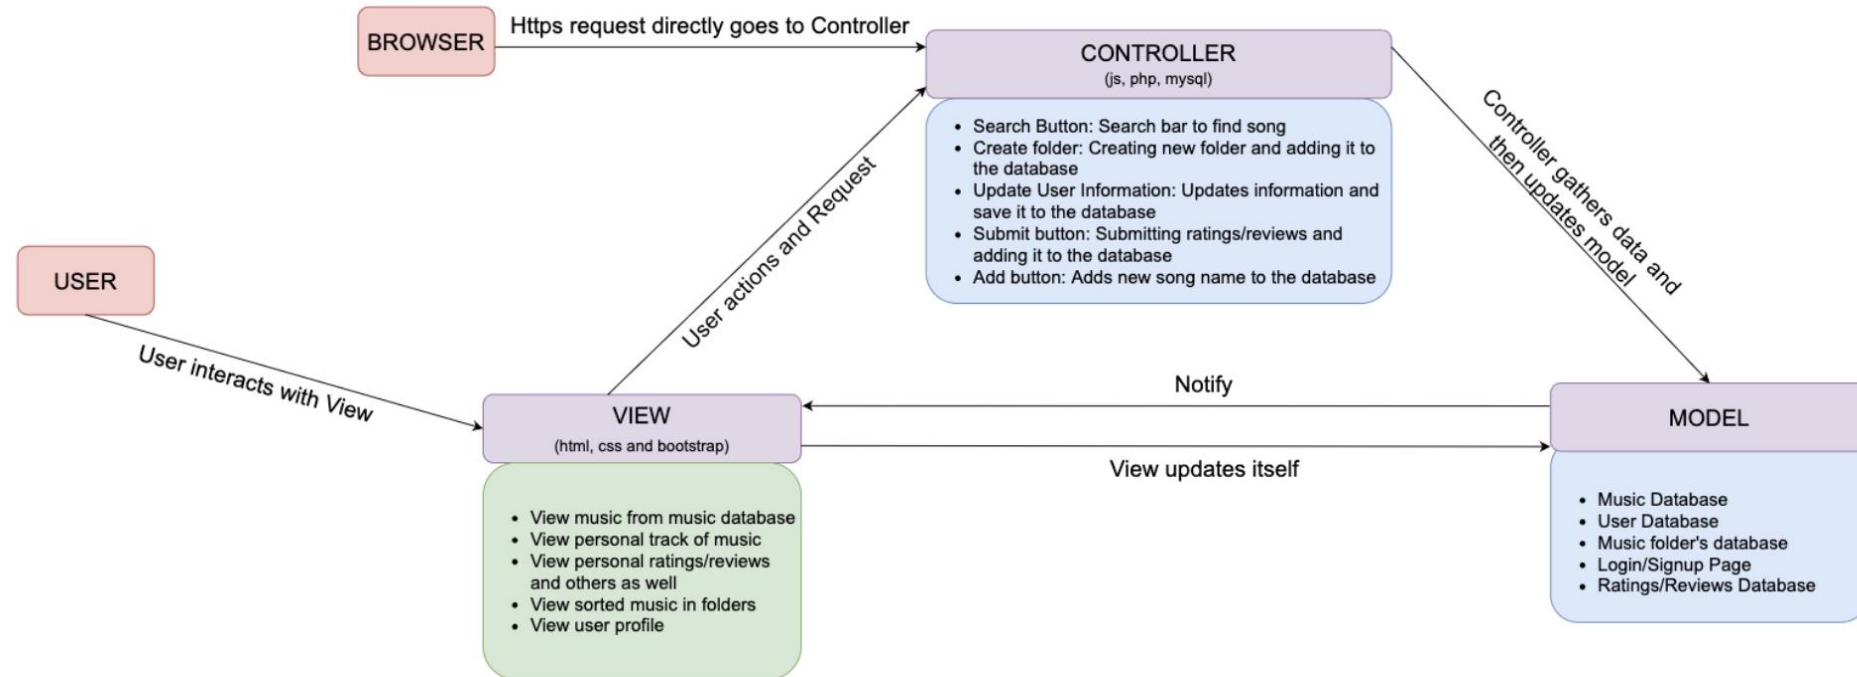 BROWSER
Https request directly goes to Controller
CONTROLLER
(js, php, mysql)
• Search Button: Search bar to find song
• Create folder: Creating new folder and adding it to
the database
• Update User Information: Updates information and
save it to the database
• Submit button: Submitting ratings/reviews and
adding it to the database
• Add button: Adds new song name to the database
Controller gathers data and
then updates model
User actions and Request
USER
User interacts with View
VIEW
(html, css and bootstrap)
• View music from music database
• View personal track of music
• View personal ratings/reviews
and others as well
• View sorted music in folders
• View user profile
Notify
View updates itself
MODEL
• Music Database
• User Database
• Music folder's database
• Login/Signup Page
• Ratings/Reviews Database